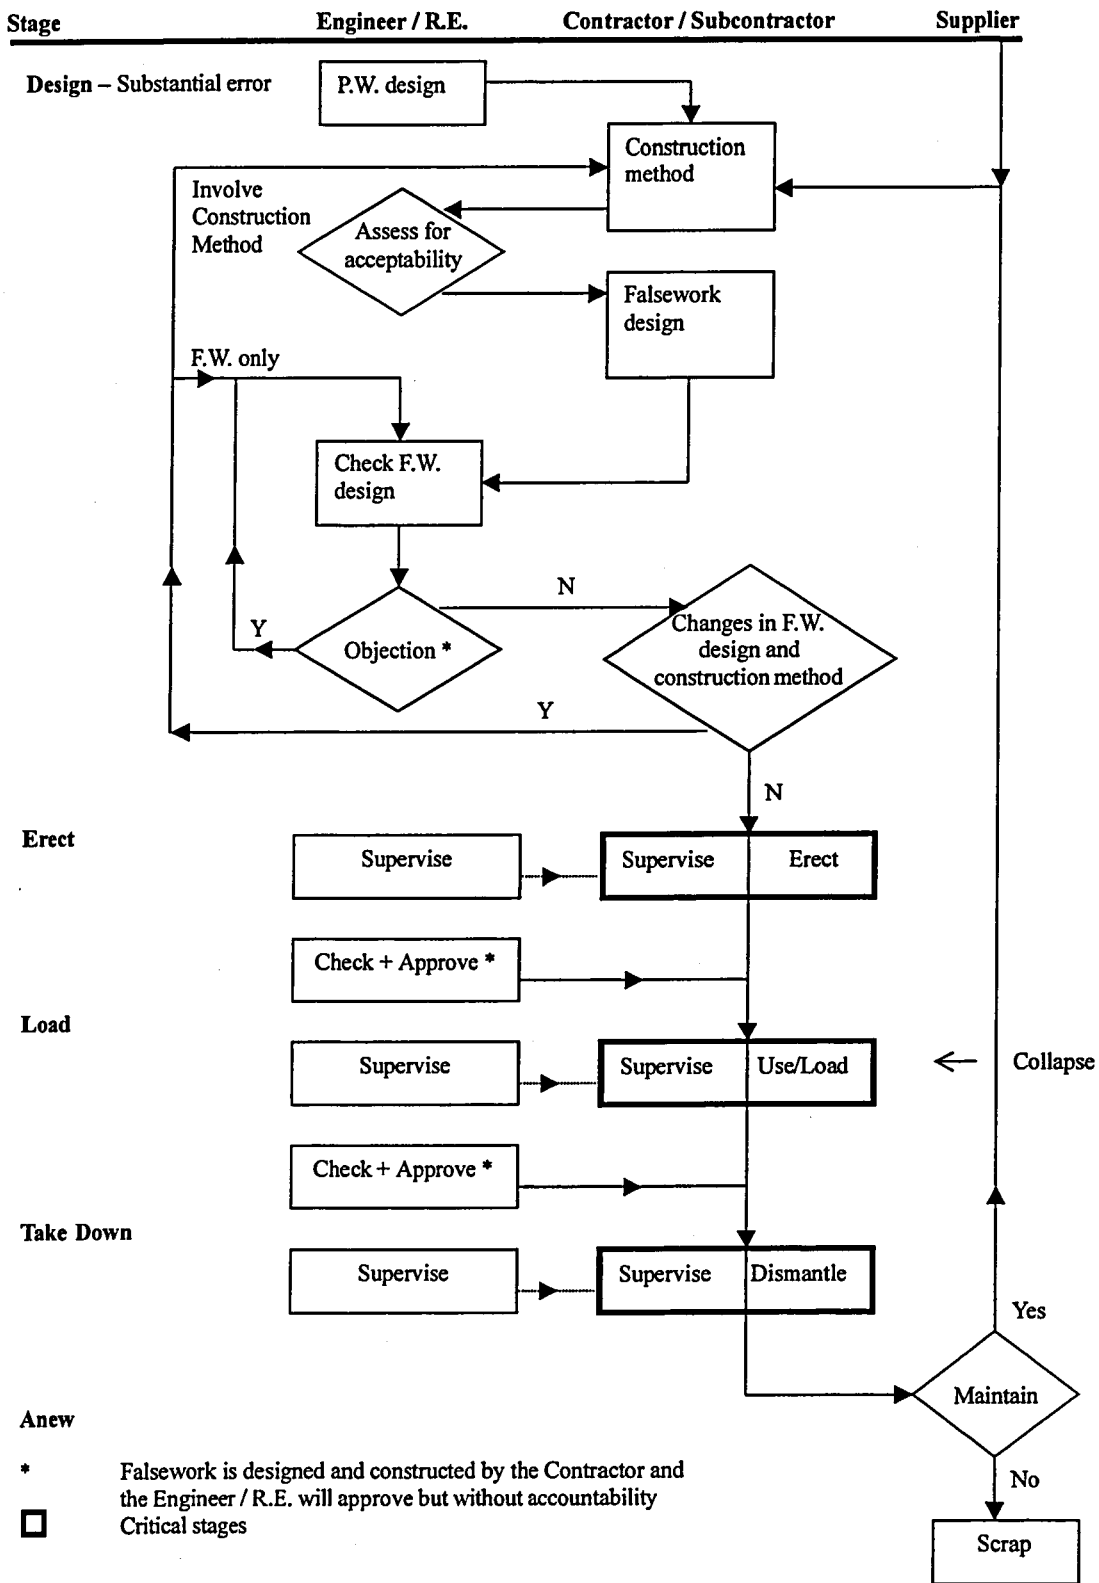 Stage Engineer / R.E. Contractor / Subcontractor Supplier
Design – Substantial error
P.W. design
Construction
method
Involve
Construction
Method
Assess for
acceptability
Falsework
design
F.W. only
Check F.W.
design
N
Y
Objection *
Changes in F.W.
design and
construction method
Y
N
Erect
Supervise
Supervise
Erect
Check + Approve *
Load
Supervise
Supervise
Use/Load
Collapse
Check + Approve *
Take Down
Supervise
Supervise
Dismantle
Yes
Maintain
Anew
* Falsework is designed and constructed by the Contractor and
the Engineer / R.E. will approve but without accountability
Critical stages
No
Scrap